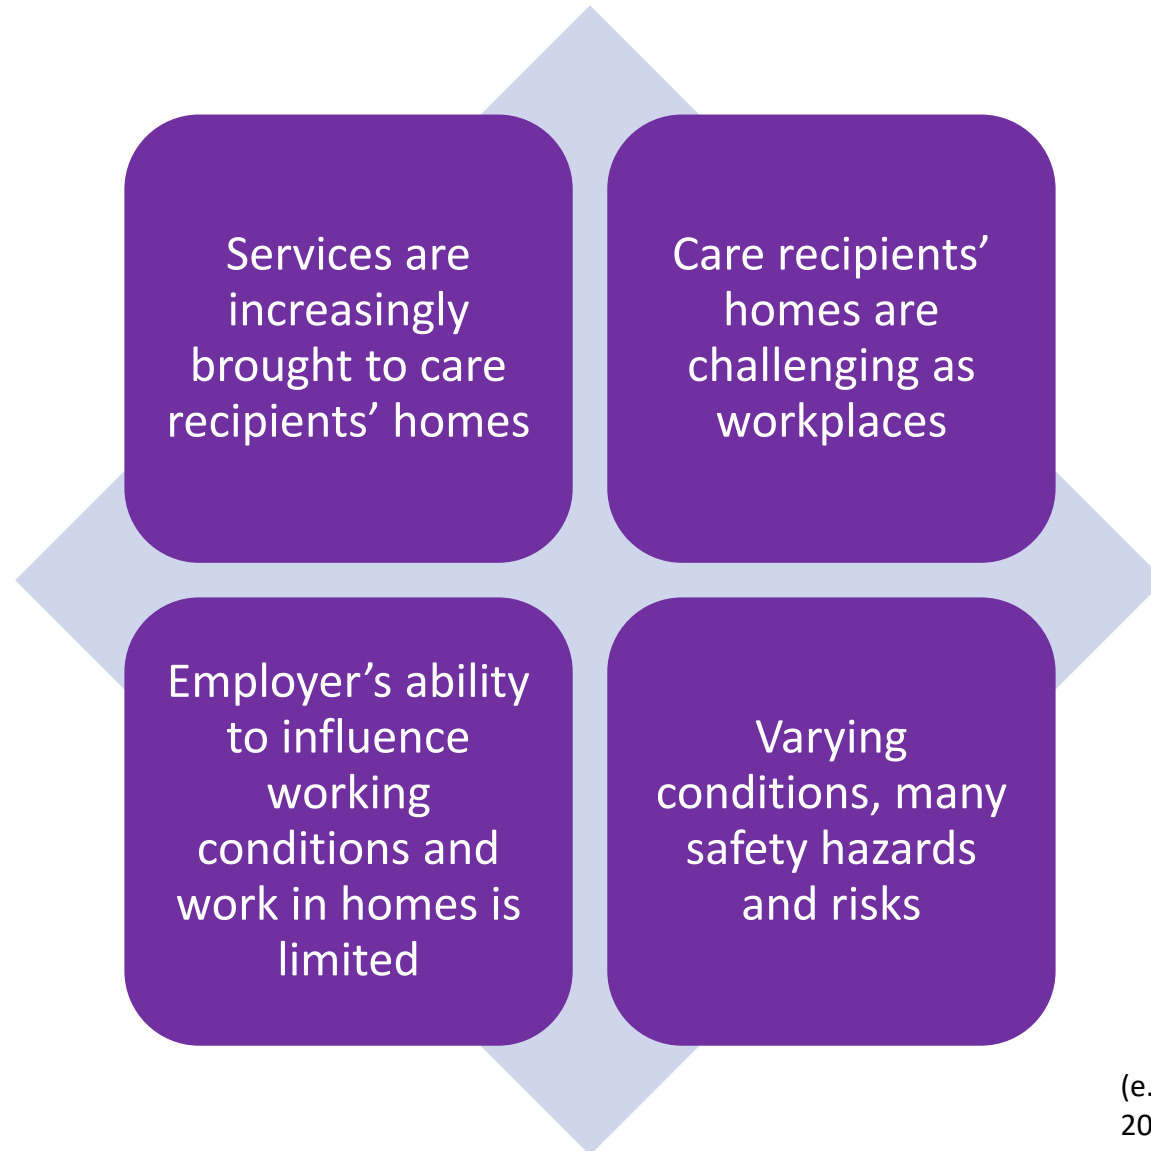 Services are
increasingly
brought to care
recipients’ homes
Care recipients’
homes are
challenging as
workplaces
Employer’s ability
to influence
working
conditions and
work in homes is
limited
Varying
conditions, many
safety hazards
and risks
(e.
20